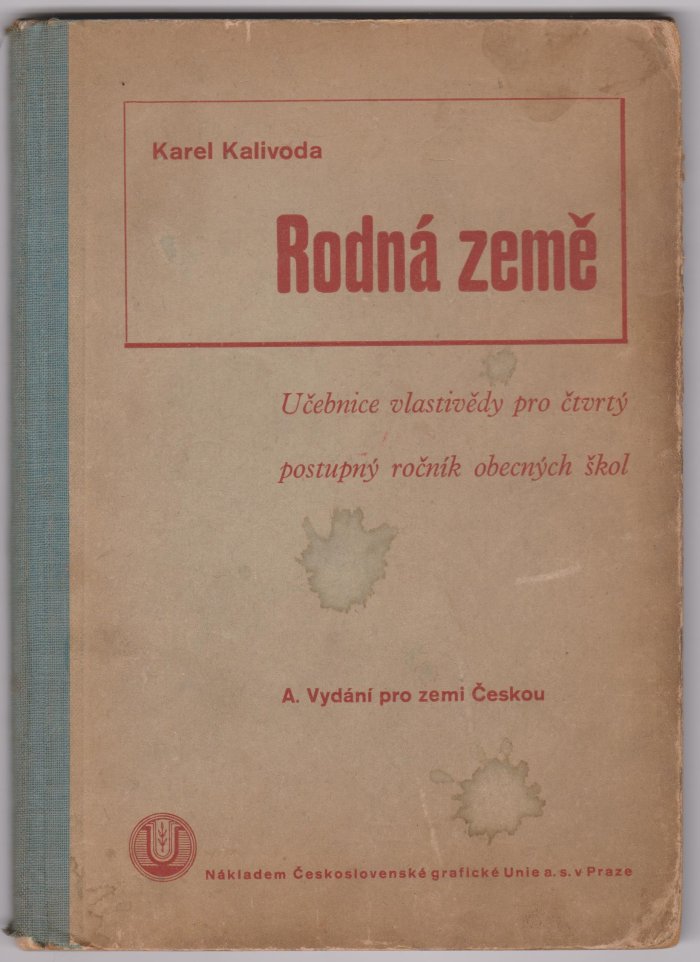 Karel Kalivoda
Rodná země
Učebnice vlastivědy pro čtvrtý
postupný ročník obecných škol
A. Vydání pro zemi Českou
U
Nákladem Československé grafické Unie a. s. v Praze